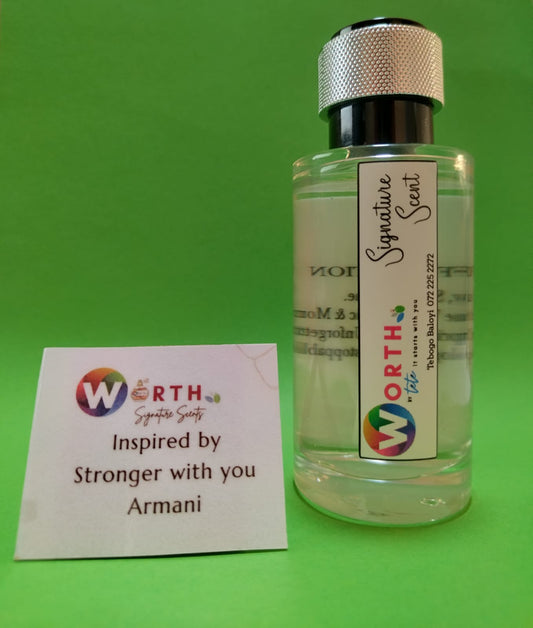 WORTH
Signature Scents
Inspired by
Stronger with you
Armani
Signature
Scent
WORTH
BY tete it starts with you
Tebogo Baloyi 072 225 2272